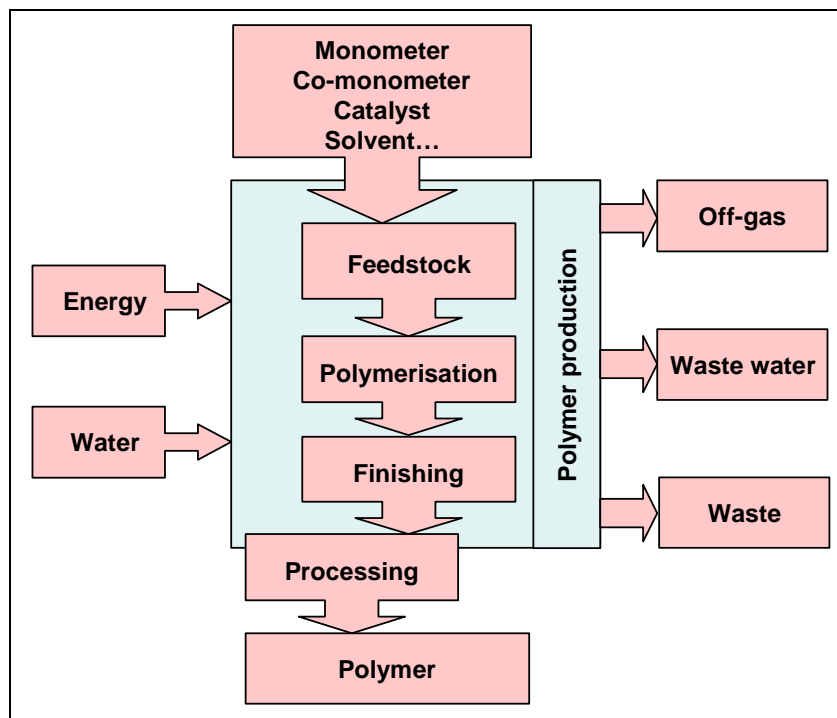 Monometer
Co-monometer
Catalyst
Solvent…
Feedstock
Energy
Polymerisation
Water
Finishing
Processing
Polymer
Polymer production
Off-gas
Waste water
Waste